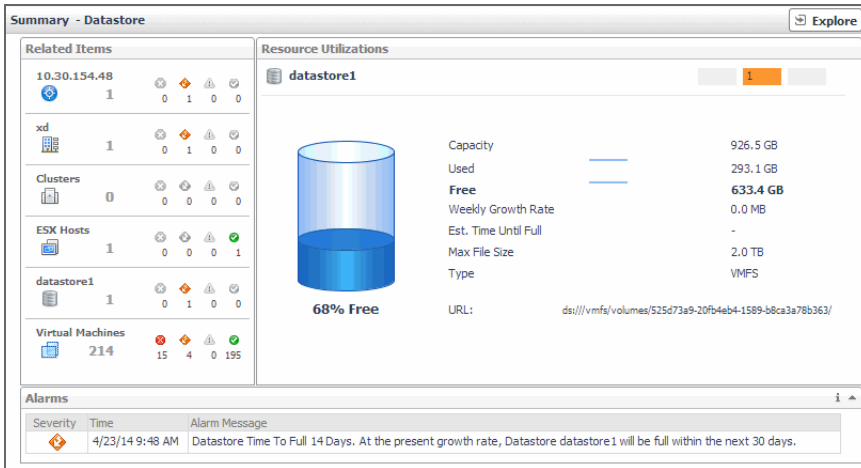 Summary - Datastore
Explore
Related Items
10.30.154.48
1
0 1 0 0
xd
1
0 1 0 0
Clusters
0
0 0 0 0
ESX Hosts
1
0 0 0 1
datastore1
1
0 1 0 0
Virtual Machines
214
15 4 0 195
Resource Utilizations
datastore1
1
68% Free
Capacity 926.5 GB
Used 293.1 GB
Free 633.4 GB
Weekly Growth Rate 0.0 MB
Est. Time Until Full -
Max File Size 2.0 TB
Type VMFS
URL: ds:///vmfs/volumes/525d73a9-20fb4eb4-1589-b8ca3a78b363/
Alarms
Severity Time Alarm Message
4/23/14 9:48 AM Datastore Time To Full 14 Days. At the present growth rate, Datastore datastore1 will be full within the next 30 days.